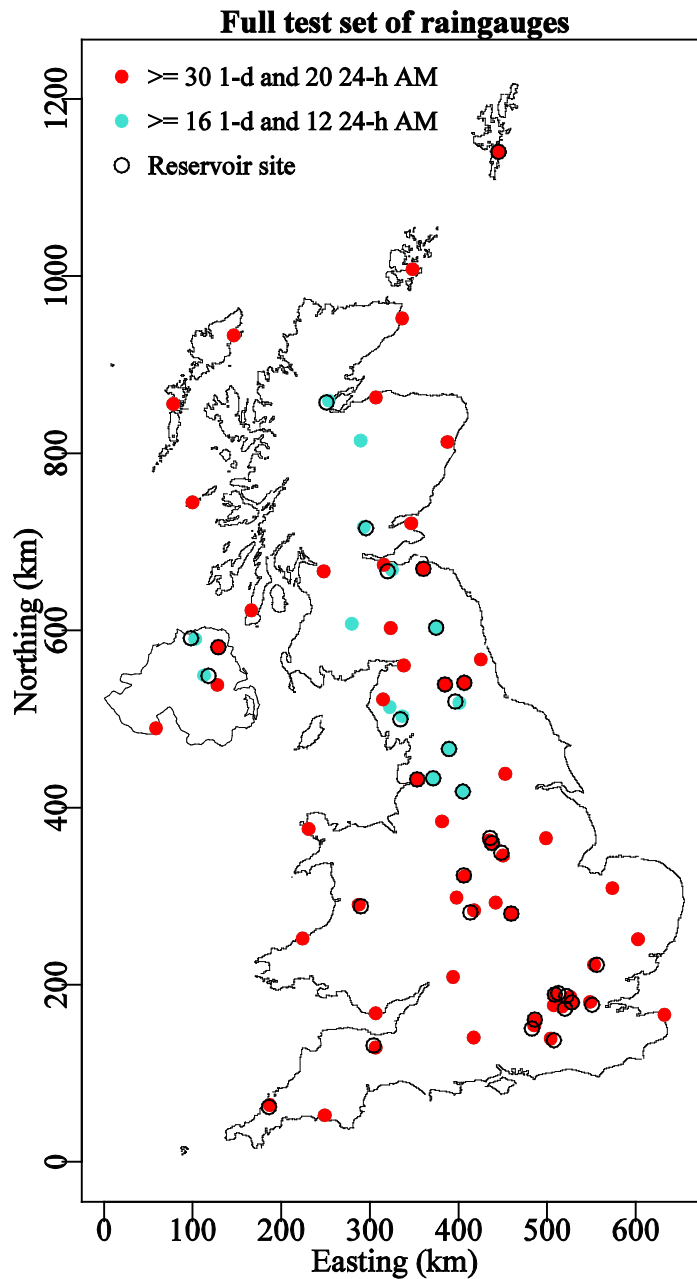 Full test set of raingauges
>= 30 1-d and 20 24-h AM
>= 16 1-d and 12 24-h AM
Reservoir site
1200
1000
800
600
400
200
0
Northing (km)
0 100 200 300 400 500 600
Easting (km)